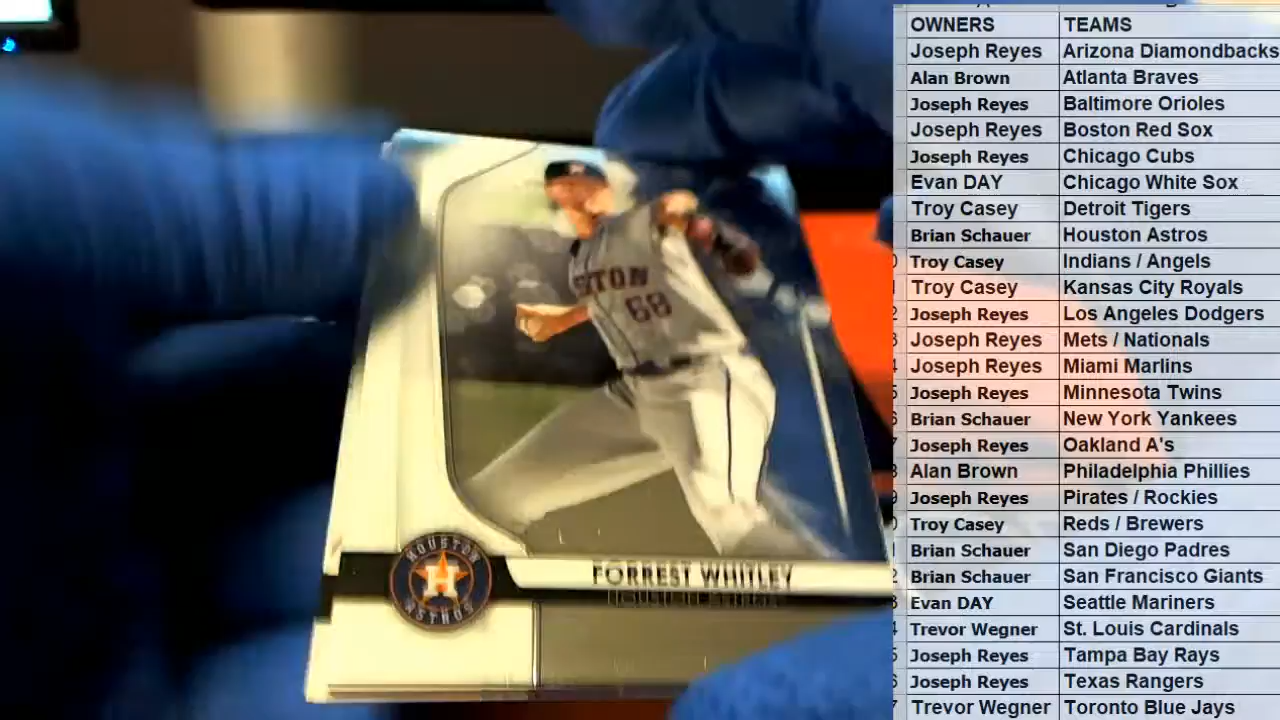 STON
68
HOUSTON
H
ASTROS
FORREST WHITLEY
OWNERS TEAMS
Joseph Reyes Arizona Diamondbacks
Alan Brown Atlanta Braves
Joseph Reyes Baltimore Orioles
Joseph Reyes Boston Red Sox
Joseph Reyes Chicago Cubs
Evan DAY Chicago White Sox
Troy Casey Detroit Tigers
Brian Schauer Houston Astros
Troy Casey Indians / Angels
Troy Casey Kansas City Royals
Joseph Reyes Los Angeles Dodgers
Joseph Reyes Mets / Nationals
Joseph Reyes Miami Marlins
Joseph Reyes Minnesota Twins
Brian Schauer New York Yankees
Joseph Reyes Oakland A's
Alan Brown Philadelphia Phillies
Joseph Reyes Pirates / Rockies
Troy Casey Reds / Brewers
Brian Schauer San Diego Padres
Brian Schauer San Francisco Giants
Evan DAY Seattle Mariners
Trevor Wegner St. Louis Cardinals
Joseph Reyes Tampa Bay Rays
Joseph Reyes Texas Rangers
Trevor Wegner Toronto Blue Jays